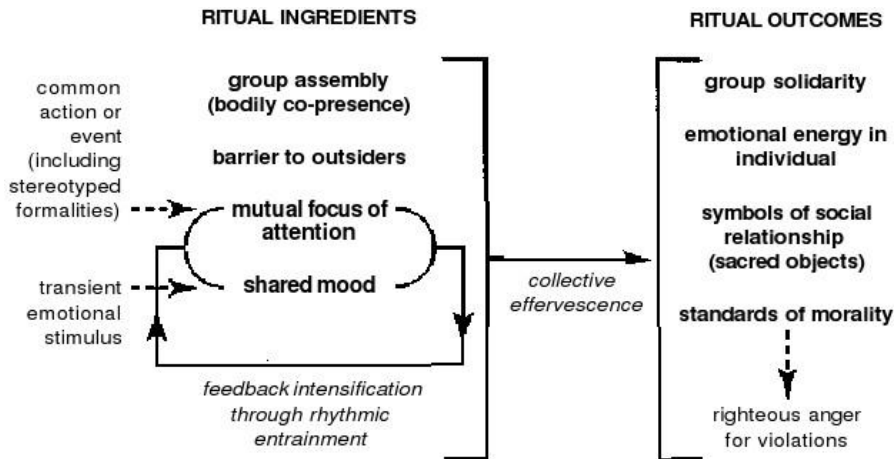 RITUAL INGREDIENTS
common
action or
event
(including
stereotyped
formalities)
transient
emotional
stimulus
group assembly
(bodily co-presence)
barrier to outsiders
mutual focus of
attention
shared mood
feedback intensification
through rhythmic
entrainment
collective
effervescence
RITUAL OUTCOMES
group solidarity
emotional energy in
individual
symbols of social
relationship
(sacred objects)
standards of morality
righteous anger
for violations